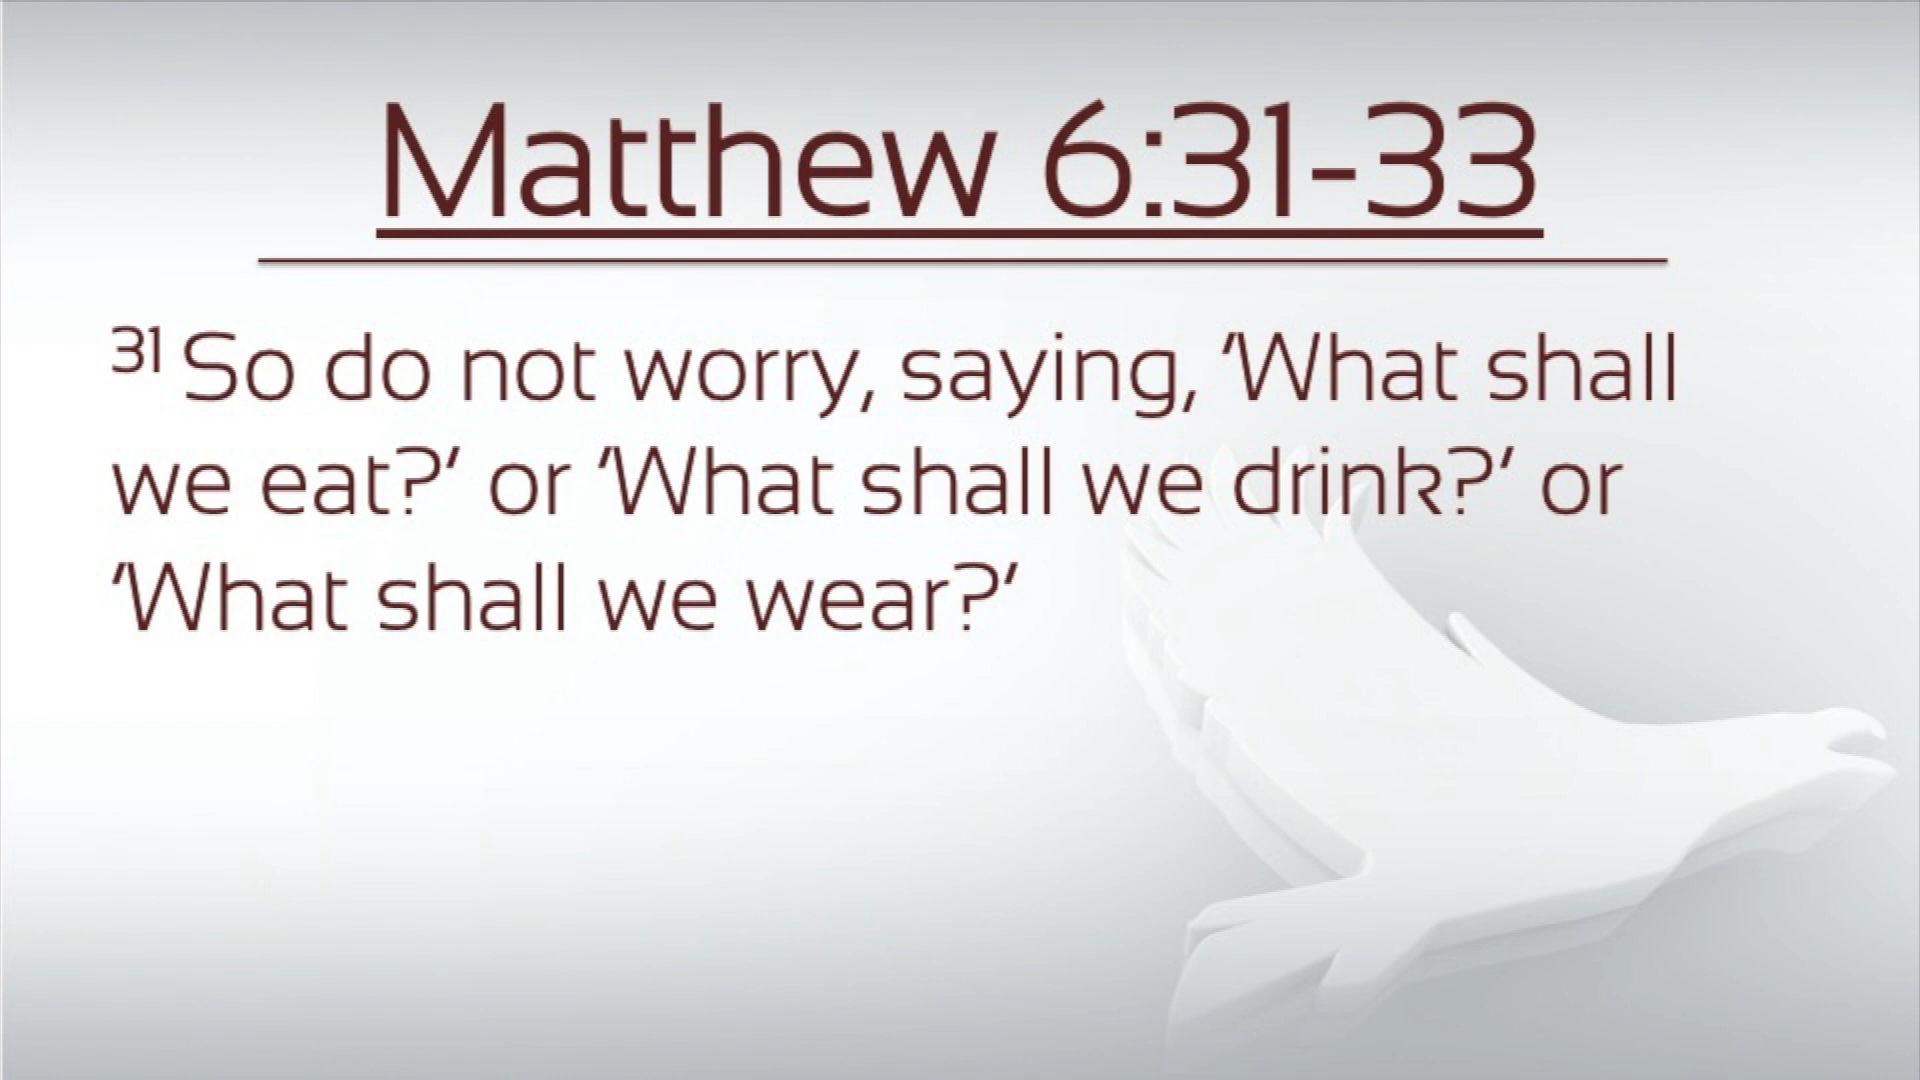 Matthew 6:31-33
31 So do not worry, saying, ‘What shall
we eat?’ or ‘What shall we drink?’ or
‘What shall we wear?’